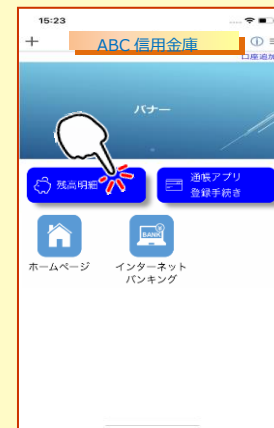 15:23
ABC 信用金庫
口座追加
バナー
残高明細
通帳アプリ
登録手続き
BANK
ホームページ
インターネット
バンキング